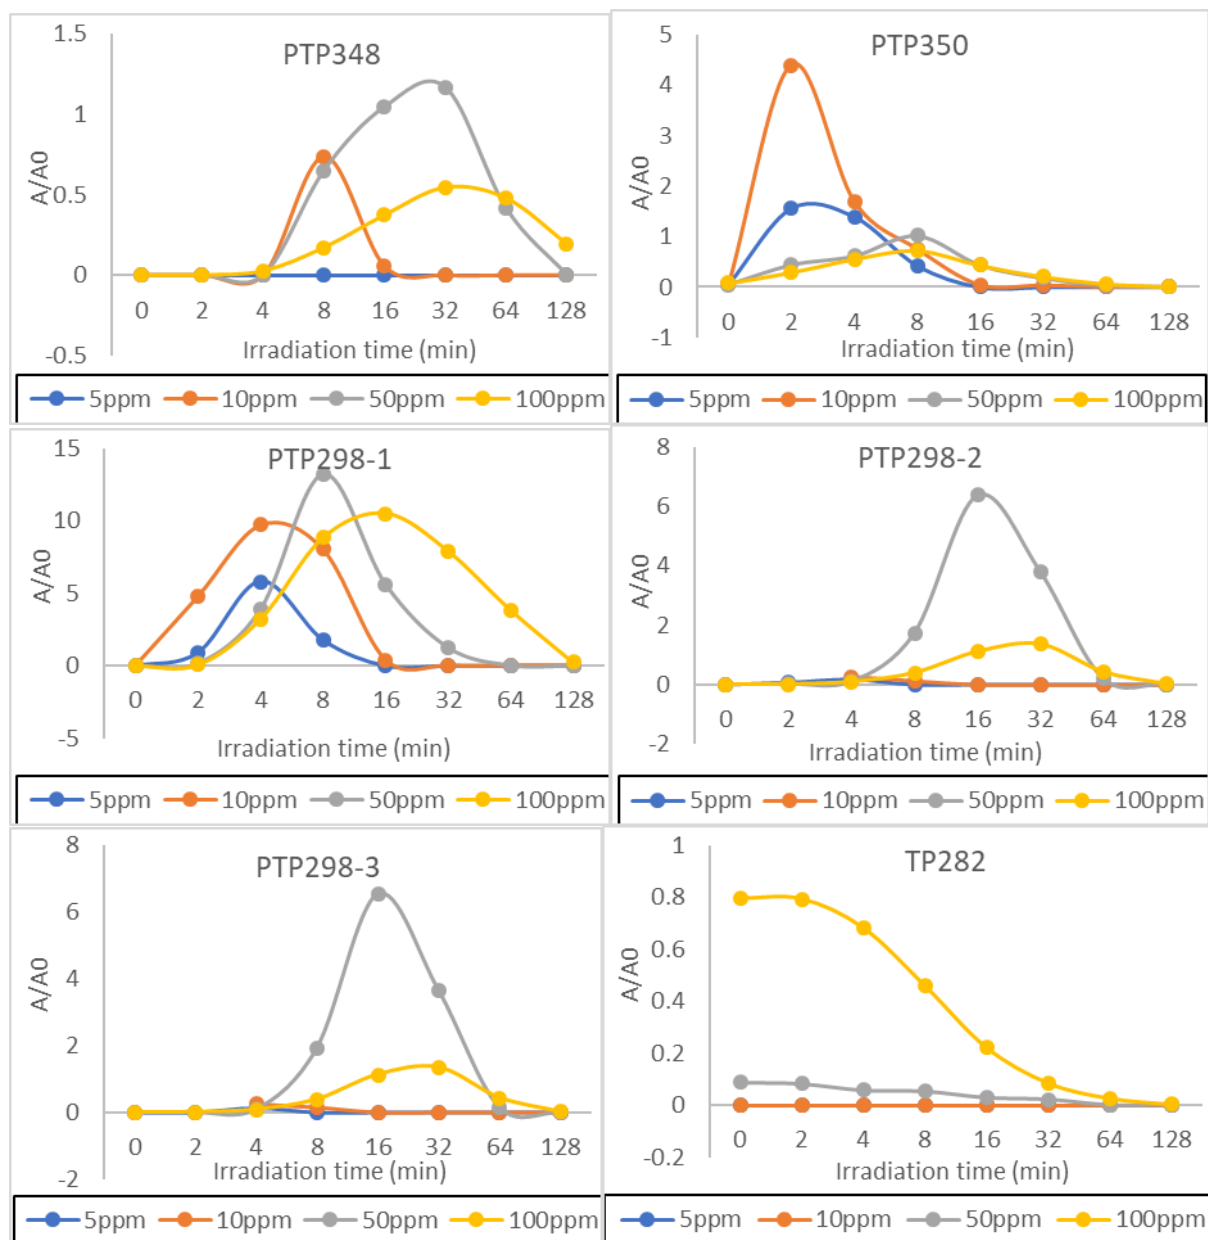 PTP348
A/A0
1.5
1
0.5
0
-0.5
0 2 4 8 16 32 64 128
Irradiation time (min)
5ppm 10ppm 50ppm 100ppm
PTP350
A/A0
5
4
3
2
1
0
-1
0 2 4 8 16 32 64 128
Irradiation time (min)
5ppm 10ppm 50ppm 100ppm
PTP298-1
A/A0
15
10
5
0
-5
0 2 4 8 16 32 64 128
Irradiation time (min)
5ppm 10ppm 50ppm 100ppm
PTP298-2
A/A0
8
6
4
2
0
-2
0 2 4 8 16 32 64 128
Irradiation time (min)
5ppm 10ppm 50ppm 100ppm
PTP298-3
A/A0
8
6
4
2
0
-2
0 2 4 8 16 32 64 128
Irradiation time (min)
5ppm 10ppm 50ppm 100ppm
TP282
A/A0
1
0.8
0.6
0.4
0.2
0
-0.2
0 2 4 8 16 32 64 128
Irradiation time (min)
5ppm 10ppm 50ppm 100ppm